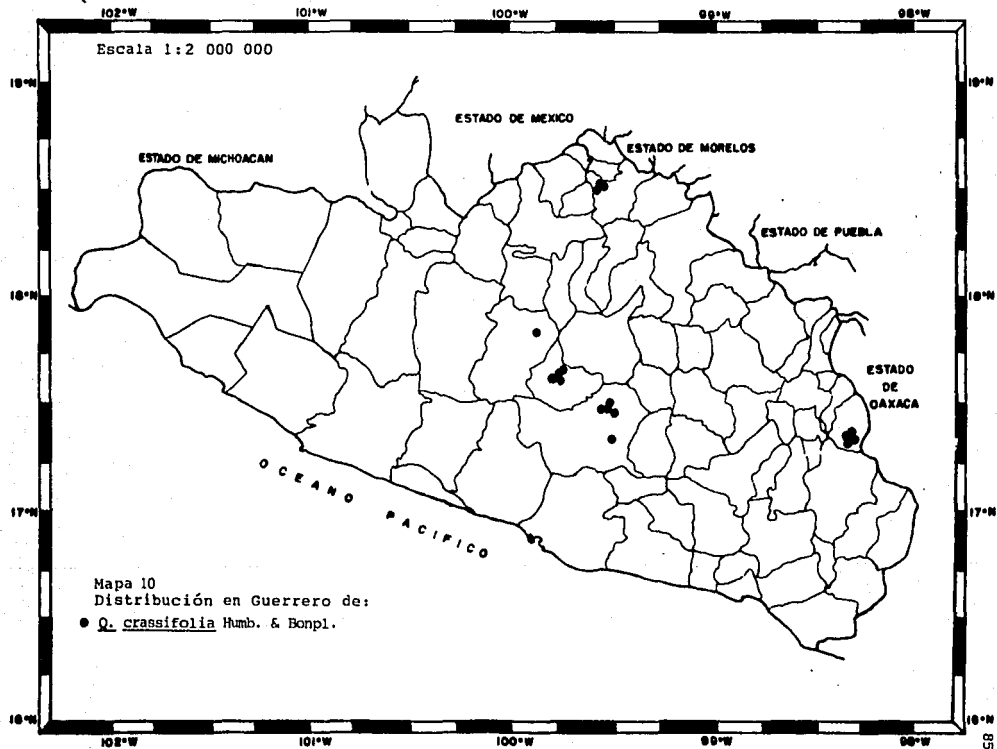 102°W 101°W 100°W 99°W 98°W
Escala 1:2 000 000
19°N 19°N
ESTADO DE MEXICO
ESTADO DE MORELOS
ESTADO DE MICHOACAN
ESTADO DE PUEBLA
18°N 18°N
ESTADO
DE
OAXACA
OCEANO PACIFICO
17°N 17°N
Mapa 10
Distribución en Guerrero de:
Q. crassifolia Humb. & Bonpl.
16°N 16°N
102°W 101°W 100°W 99°W 98°W
85